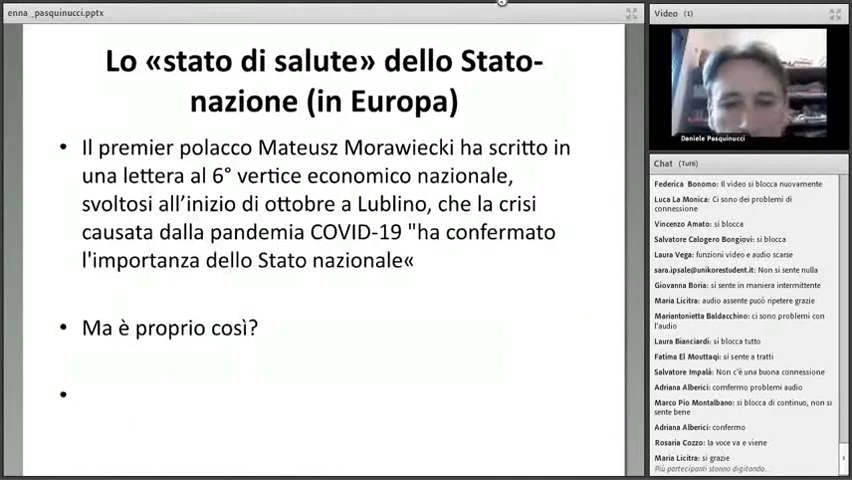 enna_pasquinucci.pptx
Lo «stato di salute» dello Stato-
nazione (in Europa)
• Il premier polacco Mateusz Morawiecki ha scritto in
una lettera al 6° vertice economico nazionale,
svoltosi all’inizio di ottobre a Lublino, che la crisi
causata dalla pandemia COVID-19 "ha confermato
l'importanza dello Stato nazionale«
• Ma è proprio così?
•
Video (1)
Daniele Pasquinucci
Chat (Tutti)
Federica Bonomo: Il video si blocca nuovamente
Luca La Monica: Ci sono dei problemi di
connessione
Vincenzo Amato: si blocca
Salvatore Calogero Bongiovi: si blocca
Laura Vega: funzioni video e audio scarse
sara.ipsale@unikorestudent.it: Non si sente nulla
Giovanna Boria: si sente in maniera intermittente
Maria Licitra: audio assente può ripetere grazie
Mariantonietta Baldacchino: ci sono problemi con
l'audio
Laura Bianciardi: si blocca tutto
Fatima El Mouttaqi: si sente a tratti
Salvatore Impalà: Non c'è una buona connessione
Adriana Alberici: comfermo problemi audio
Marco Pio Montalbano: si blocca di continuo, non si
sente bene
Adriana Alberici: confermo
Rosaria Cozzo: la voce va e viene
Maria Licitra: si grazie
Più partecipanti stanno digitando...